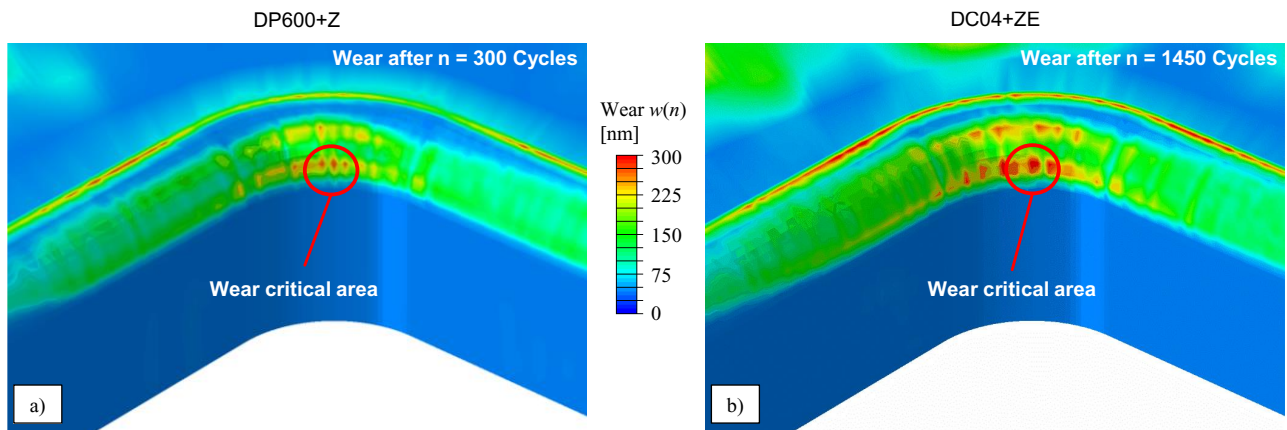 DP600+Z
DC04+ZE
Wear after n = 300 Cycles
Wear after n = 1450 Cycles
Wear w(n)
[nm]
300
225
150
75
0
Wear critical area
Wear critical area
a)
b)